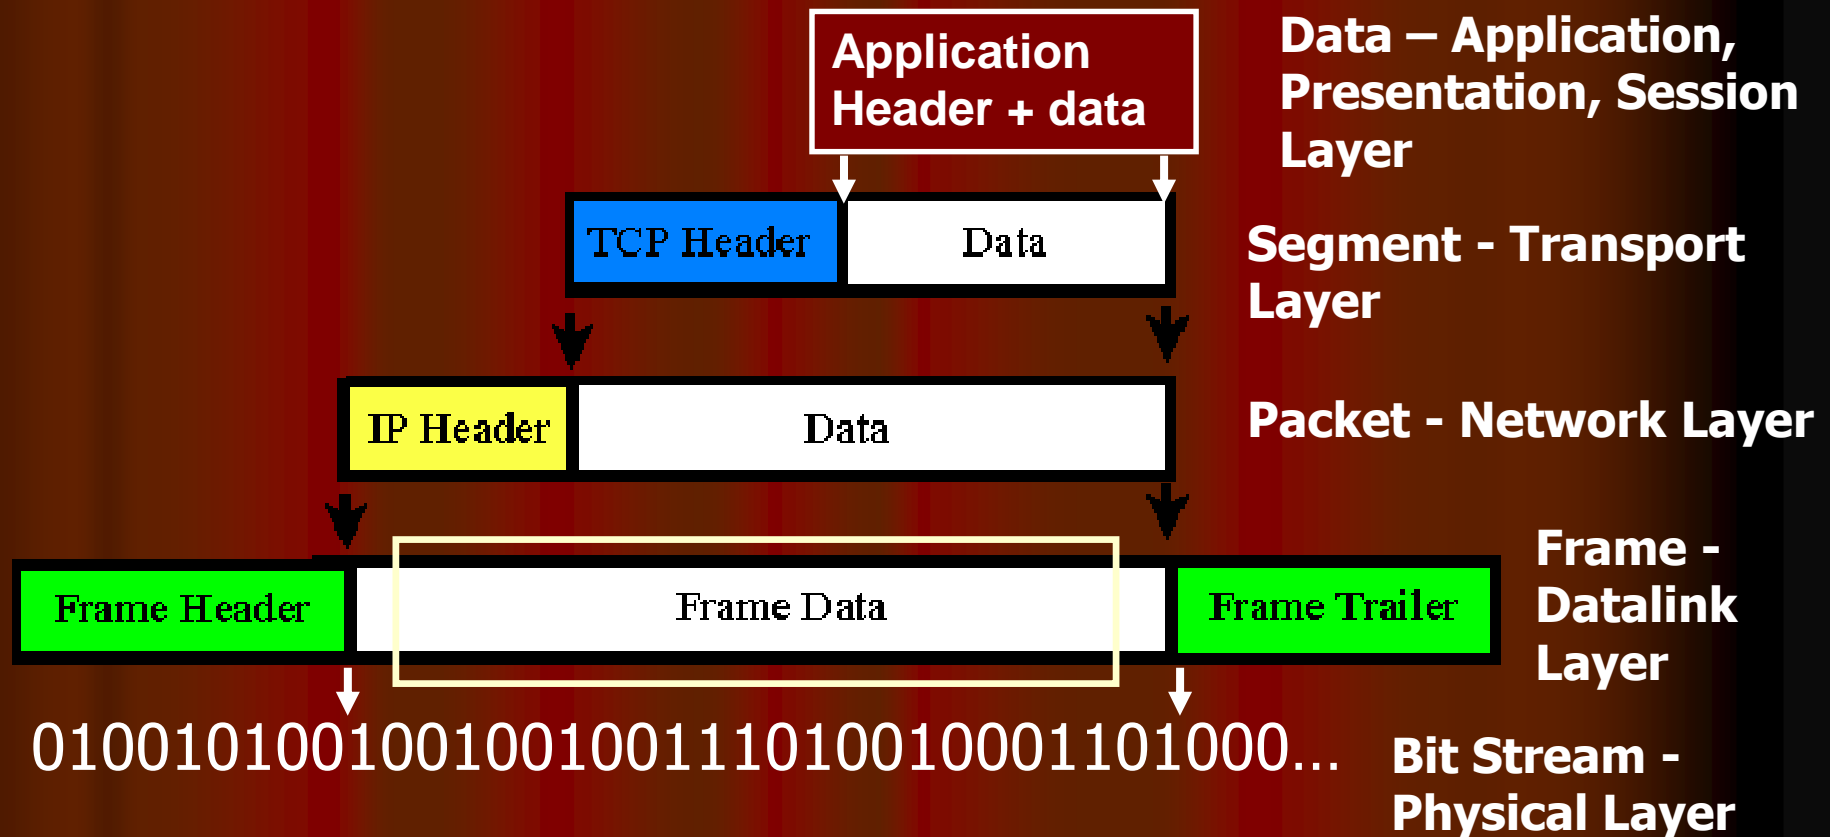 Application
Header + data
Data – Application,
Presentation, Session
Layer
TCP Header
Data
Segment - Transport
Layer
IP Header
Data
Packet - Network Layer
Frame Header
Frame Data
Frame Trailer
Frame -
Datalink
Layer
010010100100100100111010010001101000...
Bit Stream -
Physical Layer